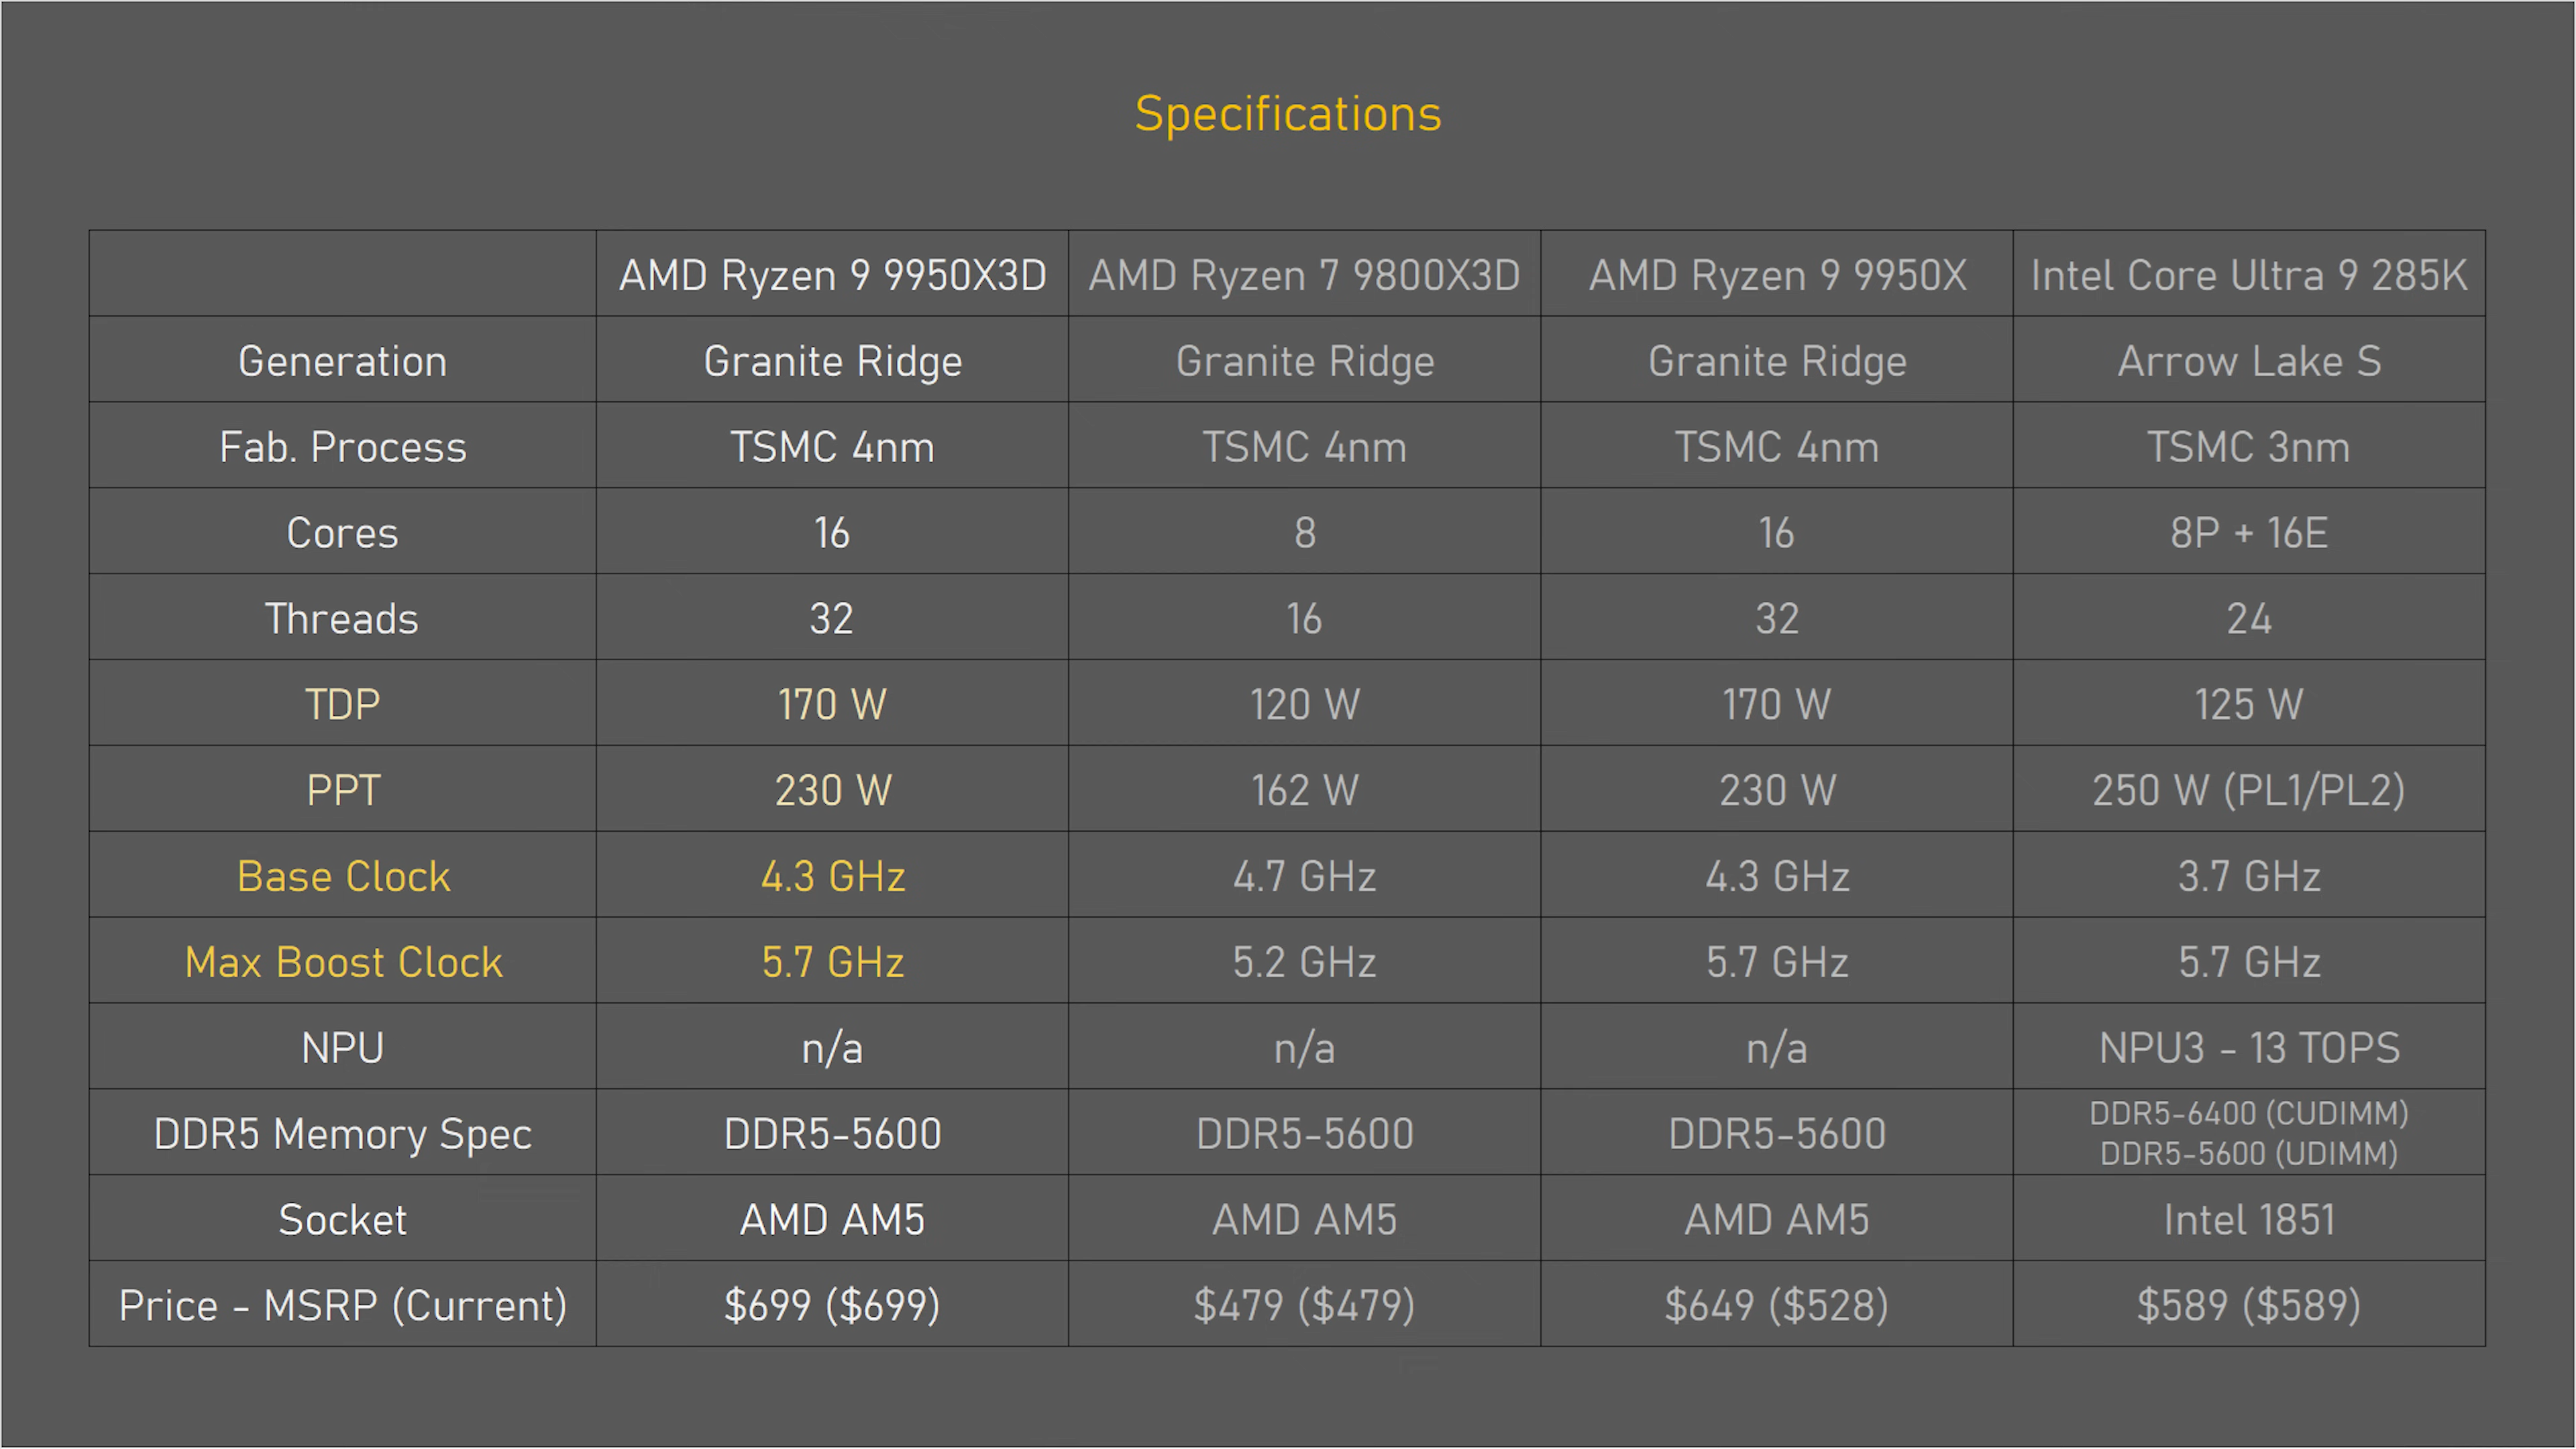 Specifications
AMD Ryzen 9 9950X3D AMD Ryzen 7 9800X3D AMD Ryzen 9 9950X Intel Core Ultra 9 285K
Generation Granite Ridge Granite Ridge Granite Ridge Arrow Lake S
Fab. Process TSMC 4nm TSMC 4nm TSMC 4nm TSMC 3nm
Cores 16 8 16 8P + 16E
Threads 32 16 32 24
TDP 170 W 120 W 170 W 125 W
PPT 230 W 162 W 230 W 250 W (PL1/PL2)
Base Clock 4.3 GHz 4.7 GHz 4.3 GHz 3.7 GHz
Max Boost Clock 5.7 GHz 5.2 GHz 5.7 GHz 5.7 GHz
NPU n/a n/a n/a NPU3 - 13 TOPS
DDR5 Memory Spec DDR5-5600 DDR5-5600 DDR5-5600 DDR5-6400 (CUDIMM)
DDR5-5600 (UDIMM)
Socket AMD AM5 AMD AM5 AMD AM5 Intel 1851
Price - MSRP (Current) $699 ($699) $479 ($479) $649 ($528) $589 ($589)